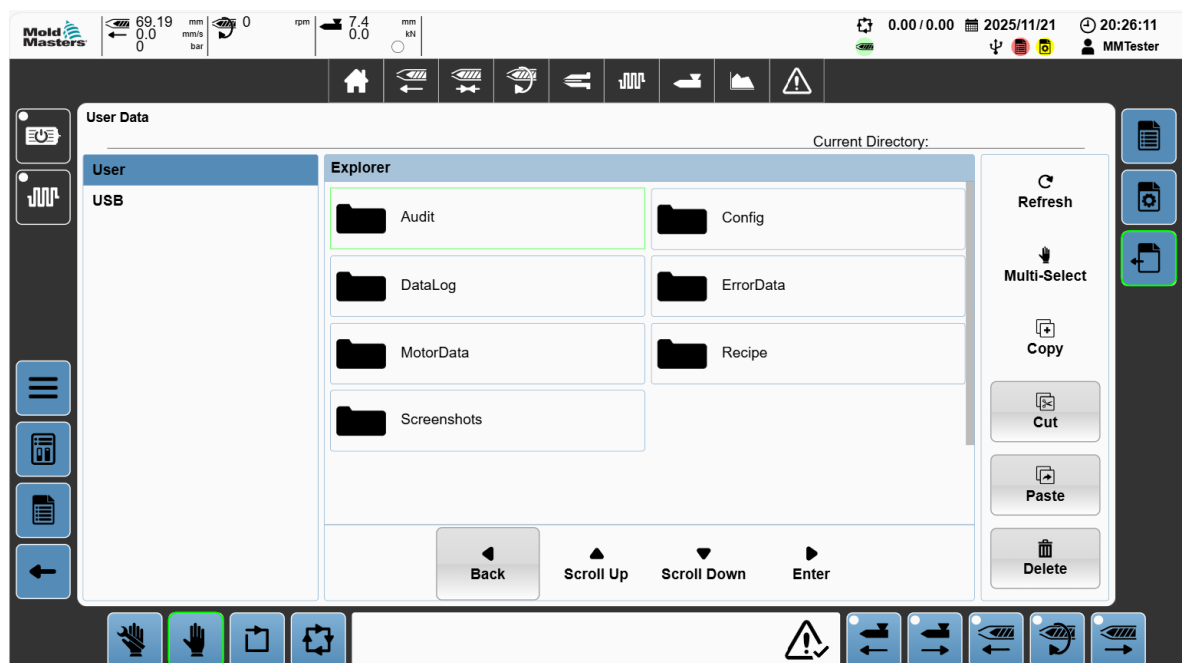 Mold
Masters
69.19 mm
0.0 mm/s
0 bar
0 rpm
7.4 mm
0.0 kN
0.00 / 0.00
2025/11/21
20:26:11
MMTester
User Data
Current Directory:
User
USB
Explorer
Audit
Config
DataLog
ErrorData
MotorData
Recipe
Screenshots
Back
Scroll Up
Scroll Down
Enter
Refresh
Multi-Select
Copy
Cut
Paste
Delete